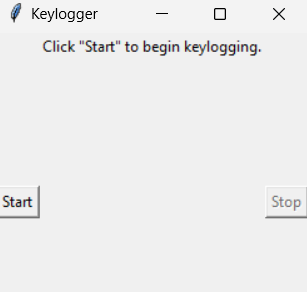 Keylogger
Click "Start" to begin keylogging.
Start
Stop